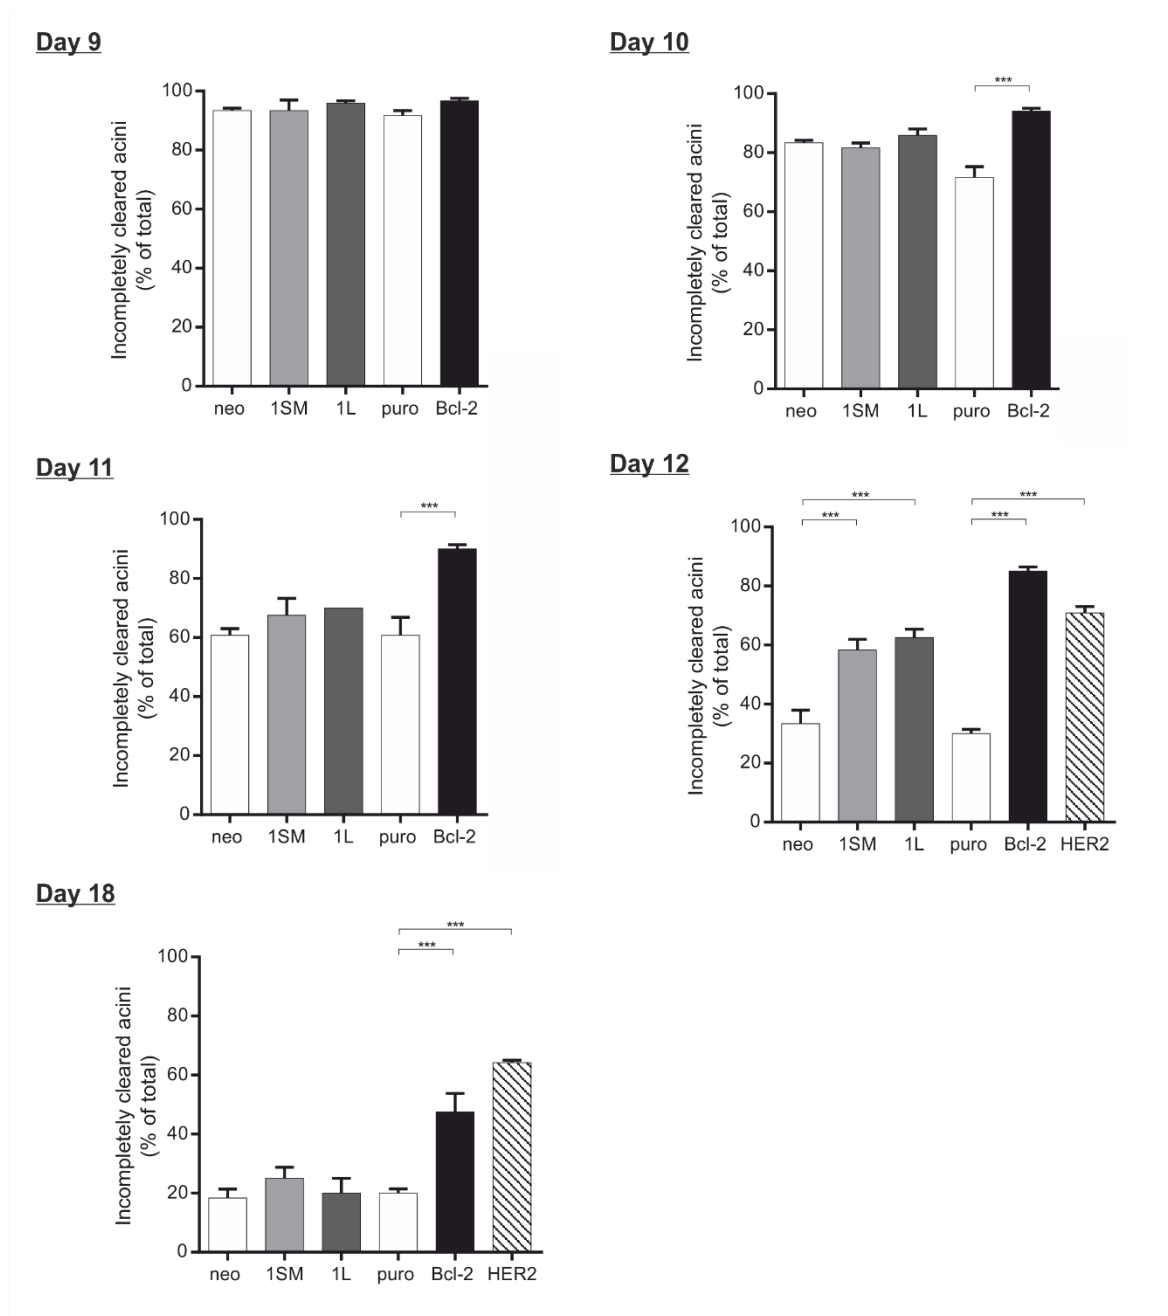 Day 9
Incompletely cleared acini
(% of total)
100
80
60
40
20
0
neo 1SM 1L puro Bcl-2
Day 10
***
Incompletely cleared acini
(% of total)
100
80
60
40
20
0
neo 1SM 1L puro Bcl-2
Day 11
***
Incompletely cleared acini
(% of total)
100
80
60
40
20
0
neo 1SM 1L puro Bcl-2
Day 12
*** ***
*** ***
Incompletely cleared acini
(% of total)
100
80
60
40
20
0
neo 1SM 1L puro Bcl-2 HER2
Day 18
***
***
Incompletely cleared acini
(% of total)
100
80
60
40
20
0
neo 1SM 1L puro Bcl-2 HER2